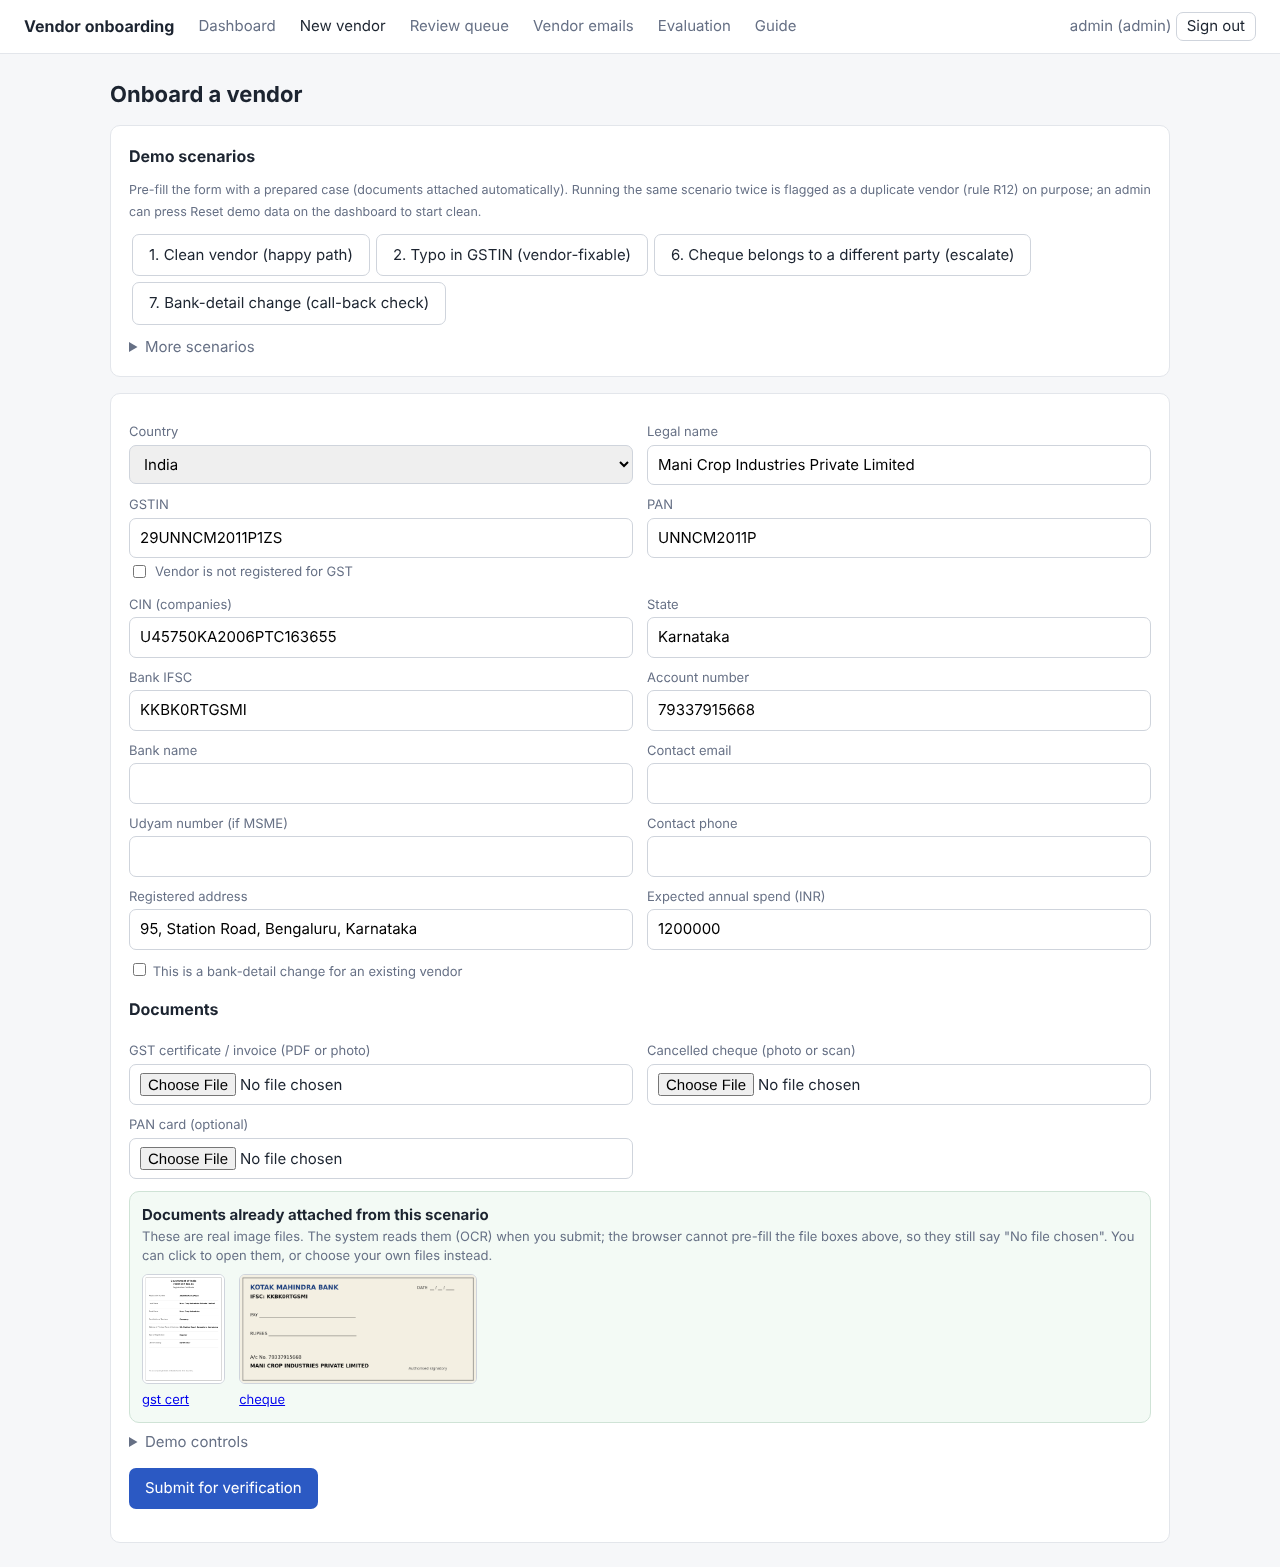 Vendor onboarding Dashboard New vendor Review queue Vendor emails Evaluation Guide admin (admin) Sign out
Onboard a vendor
Demo scenarios
Pre-fill the form with a prepared case (documents attached automatically). Running the same scenario twice is flagged as a duplicate vendor (rule R12) on purpose; an admin
can press Reset demo data on the dashboard to start clean.
1. Clean vendor (happy path) 2. Typo in GSTIN (vendor-fixable) 6. Cheque belongs to a different party (escalate)
7. Bank-detail change (call-back check)
More scenarios
Country Legal name
India Mani Crop Industries Private Limited
GSTIN PAN
29UNNCM2011P1ZS UNNCM2011P
Vendor is not registered for GST
CIN (companies) State
U45750KA2006PTC163655 Karnataka
Bank IFSC Account number
KKBK0RTGSMI 79337915668
Bank name Contact email
Udyam number (if MSME) Contact phone
Registered address Expected annual spend (INR)
95, Station Road, Bengaluru, Karnataka 1200000
This is a bank-detail change for an existing vendor
Documents
GST certificate / invoice (PDF or photo) Cancelled cheque (photo or scan)
Choose File No file chosen Choose File No file chosen
PAN card (optional)
Choose File No file chosen
Documents already attached from this scenario
These are real image files. The system reads them (OCR) when you submit; the browser cannot pre-fill the file boxes above, so they still say "No file chosen". You
can click to open them, or choose your own files instead.
KOTAK MAHINDRA BANK DATE
IFSC: KKBK0RTGSMI
PAY
RUPEES
A/c No. 79337915668
MANI CROP INDUSTRIES PRIVATE LIMITED Authorised signatory
gst cert cheque
Demo controls
Submit for verification